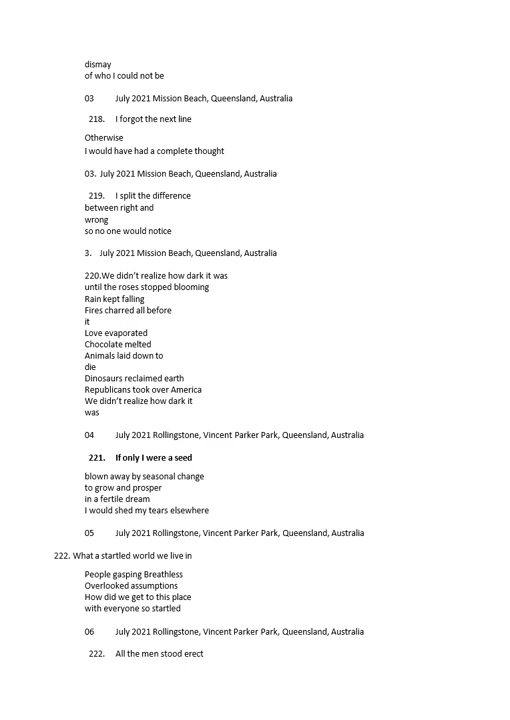 dismay
of who I could not be
03 July 2021 Mission Beach, Queensland, Australia
218. I forgot the next line
Otherwise
I would have had a complete thought
03. July 2021 Mission Beach, Queensland, Australia
219. I split the difference
between right and
wrong
so no one would notice
3. July 2021 Mission Beach, Queensland, Australia
220.We didn’t realize how dark it was
until the roses stopped blooming
Rain kept falling
Fires charred all before
it
Love evaporated
Chocolate melted
Animals laid down to
die
Dinosaurs reclaimed earth
Republicans took over America
We didn’t realize how dark it
was
04 July 2021 Rollingstone, Vincent Parker Park, Queensland, Australia
221. If only I were a seed
blown away by seasonal change
to grow and prosper
in a fertile dream
I would shed my tears elsewhere
05 July 2021 Rollingstone, Vincent Parker Park, Queensland, Australia
222. What a startled world we live in
People gasping Breathless
Overlooked assumptions
How did we get to this place
with everyone so startled
06 July 2021 Rollingstone, Vincent Parker Park, Queensland, Australia
222. All the men stood erect